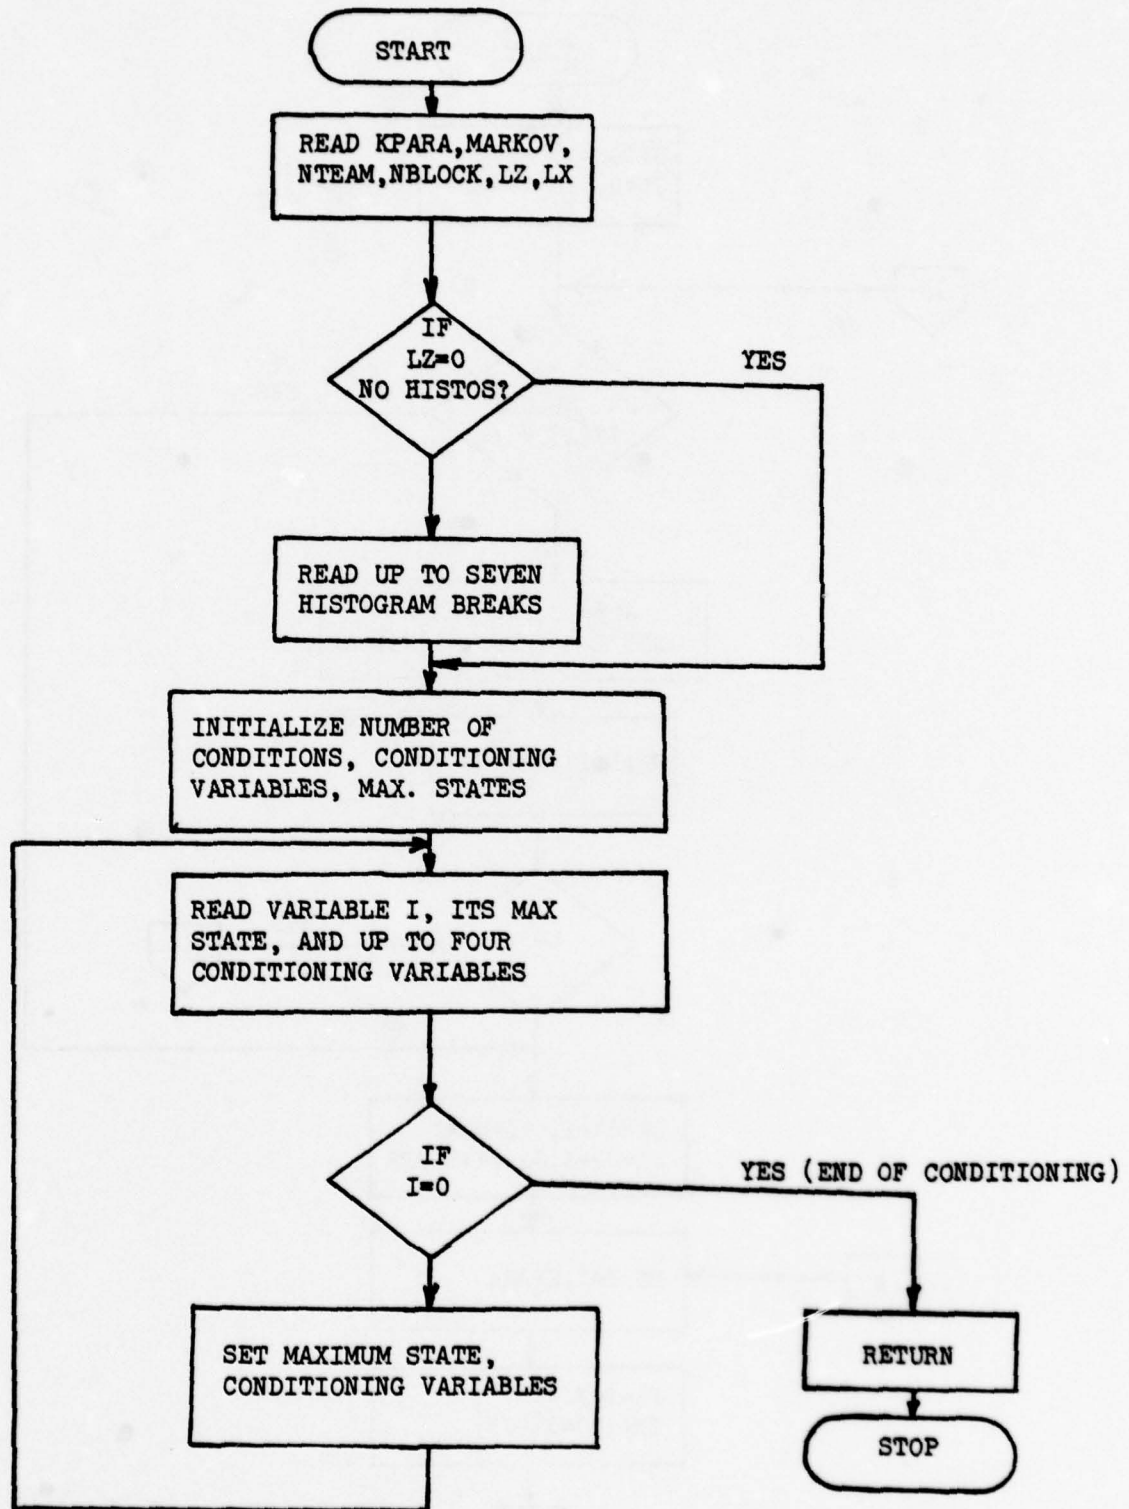 START
READ KPARA,MARKOV,
NTEAM,NBLOCK,LZ,LX
IF
LZ=0
NO HISTOS?
YES
READ UP TO SEVEN
HISTOGRAM BREAKS
INITIALIZE NUMBER OF
CONDITIONS, CONDITIONING
VARIABLES, MAX. STATES
READ VARIABLE I, ITS MAX
STATE, AND UP TO FOUR
CONDITIONING VARIABLES
IF
I=0
YES (END OF CONDITIONING)
SET MAXIMUM STATE,
CONDITIONING VARIABLES
RETURN
STOP